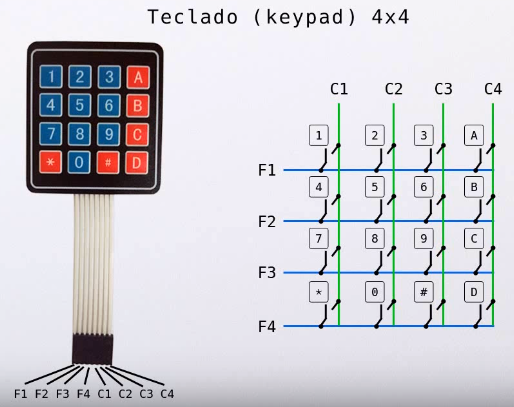 Teclado (keypad) 4x4
1 2 3 A
4 5 6 B
7 8 9 C
* 0 # D
F1 F2 F3 F4 C1 C2 C3 C4
C1 C2 C3 C4
1 2 3 A
F1
4 5 6 B
F2
7 8 9 C
F3
* 0 # D
F4